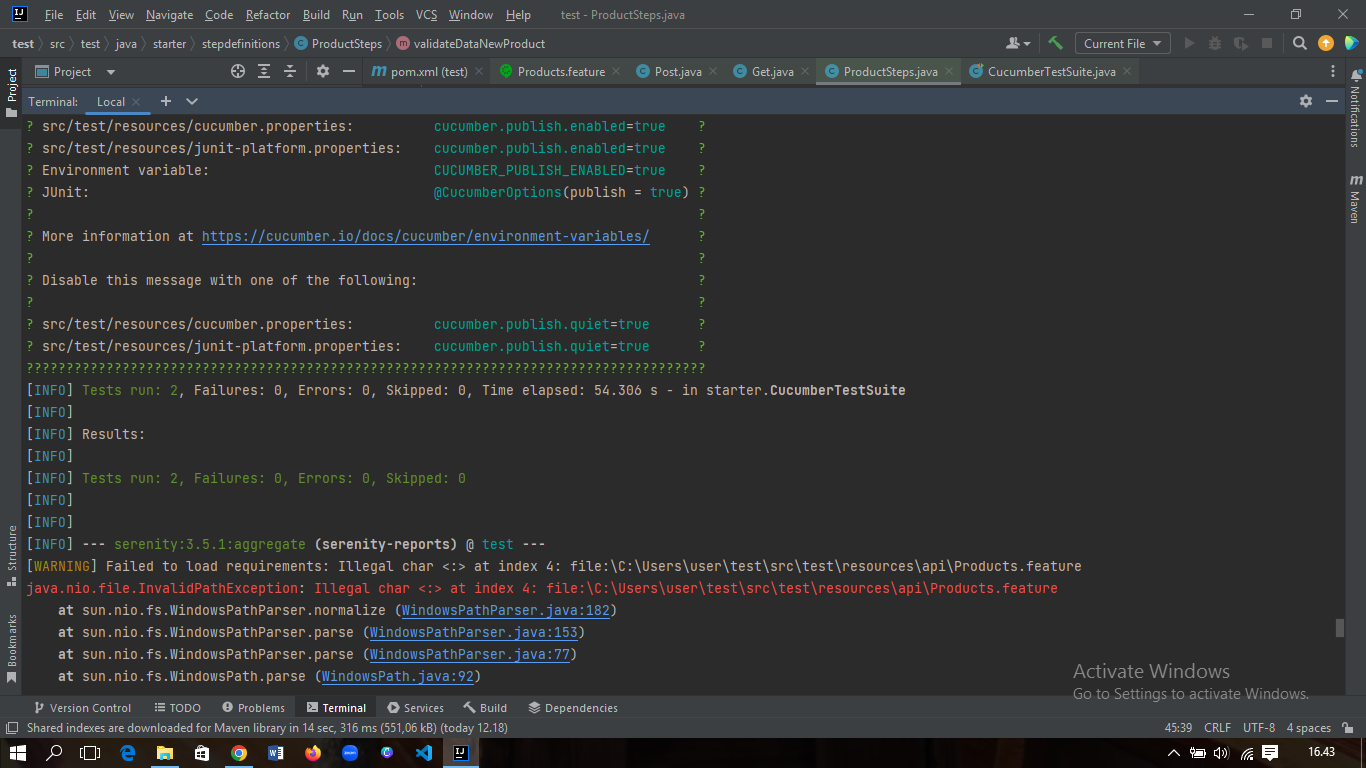 File Edit View Navigate Code Refactor Build Run Tools VCS Window Help test - ProductSteps.java
test src test java starter stepdefinitions ProductSteps validateDataNewProduct Current File
Project pom.xml (test) Products.feature Post.java Get.java ProductSteps.java CucumberTestSuite.java
Project
Terminal: Local
? src/test/resources/cucumber.properties: cucumber.publish.enabled=true ?
? src/test/resources/junit-platform.properties: cucumber.publish.enabled=true ?
? Environment variable: CUCUMBER_PUBLISH_ENABLED=true ?
? JUnit: @CucumberOptions(publish = true) ?
? ?
? More information at https://cucumber.io/docs/cucumber/environment-variables/ ?
? ?
? Disable this message with one of the following: ?
? ?
? src/test/resources/cucumber.properties: cucumber.publish.quiet=true ?
? src/test/resources/junit-platform.properties: cucumber.publish.quiet=true ?
?????????????????????????????????????????????????????????????????????????????????????
[INFO] Tests run: 2, Failures: 0, Errors: 0, Skipped: 0, Time elapsed: 54.306 s - in starter.CucumberTestSuite
[INFO]
[INFO] Results:
[INFO]
[INFO] Tests run: 2, Failures: 0, Errors: 0, Skipped: 0
[INFO]
[INFO]
[INFO] --- serenity:3.5.1:aggregate (serenity-reports) @ test ---
[WARNING] Failed to load requirements: Illegal char <:> at index 4: file:\C:\Users\user\test\src\test\resources\api\Products.feature
java.nio.file.InvalidPathException: Illegal char <:> at index 4: file:\C:\Users\user\test\src\test\resources\api\Products.feature
at sun.nio.fs.WindowsPathParser.normalize (WindowsPathParser.java:182)
at sun.nio.fs.WindowsPathParser.parse (WindowsPathParser.java:153)
at sun.nio.fs.WindowsPathParser.parse (WindowsPathParser.java:77)
at sun.nio.fs.WindowsPath.parse (WindowsPath.java:92)
Notifications
Maven
Structure
Bookmarks
Activate Windows
Go to Settings to activate Windows.
Version Control TODO Problems Terminal Services Build Dependencies
Shared indexes are downloaded for Maven library in 14 sec, 316 ms (551,06 kB) (today 12.18) 45:39 CRLF UTF-8 4 spaces
16.43